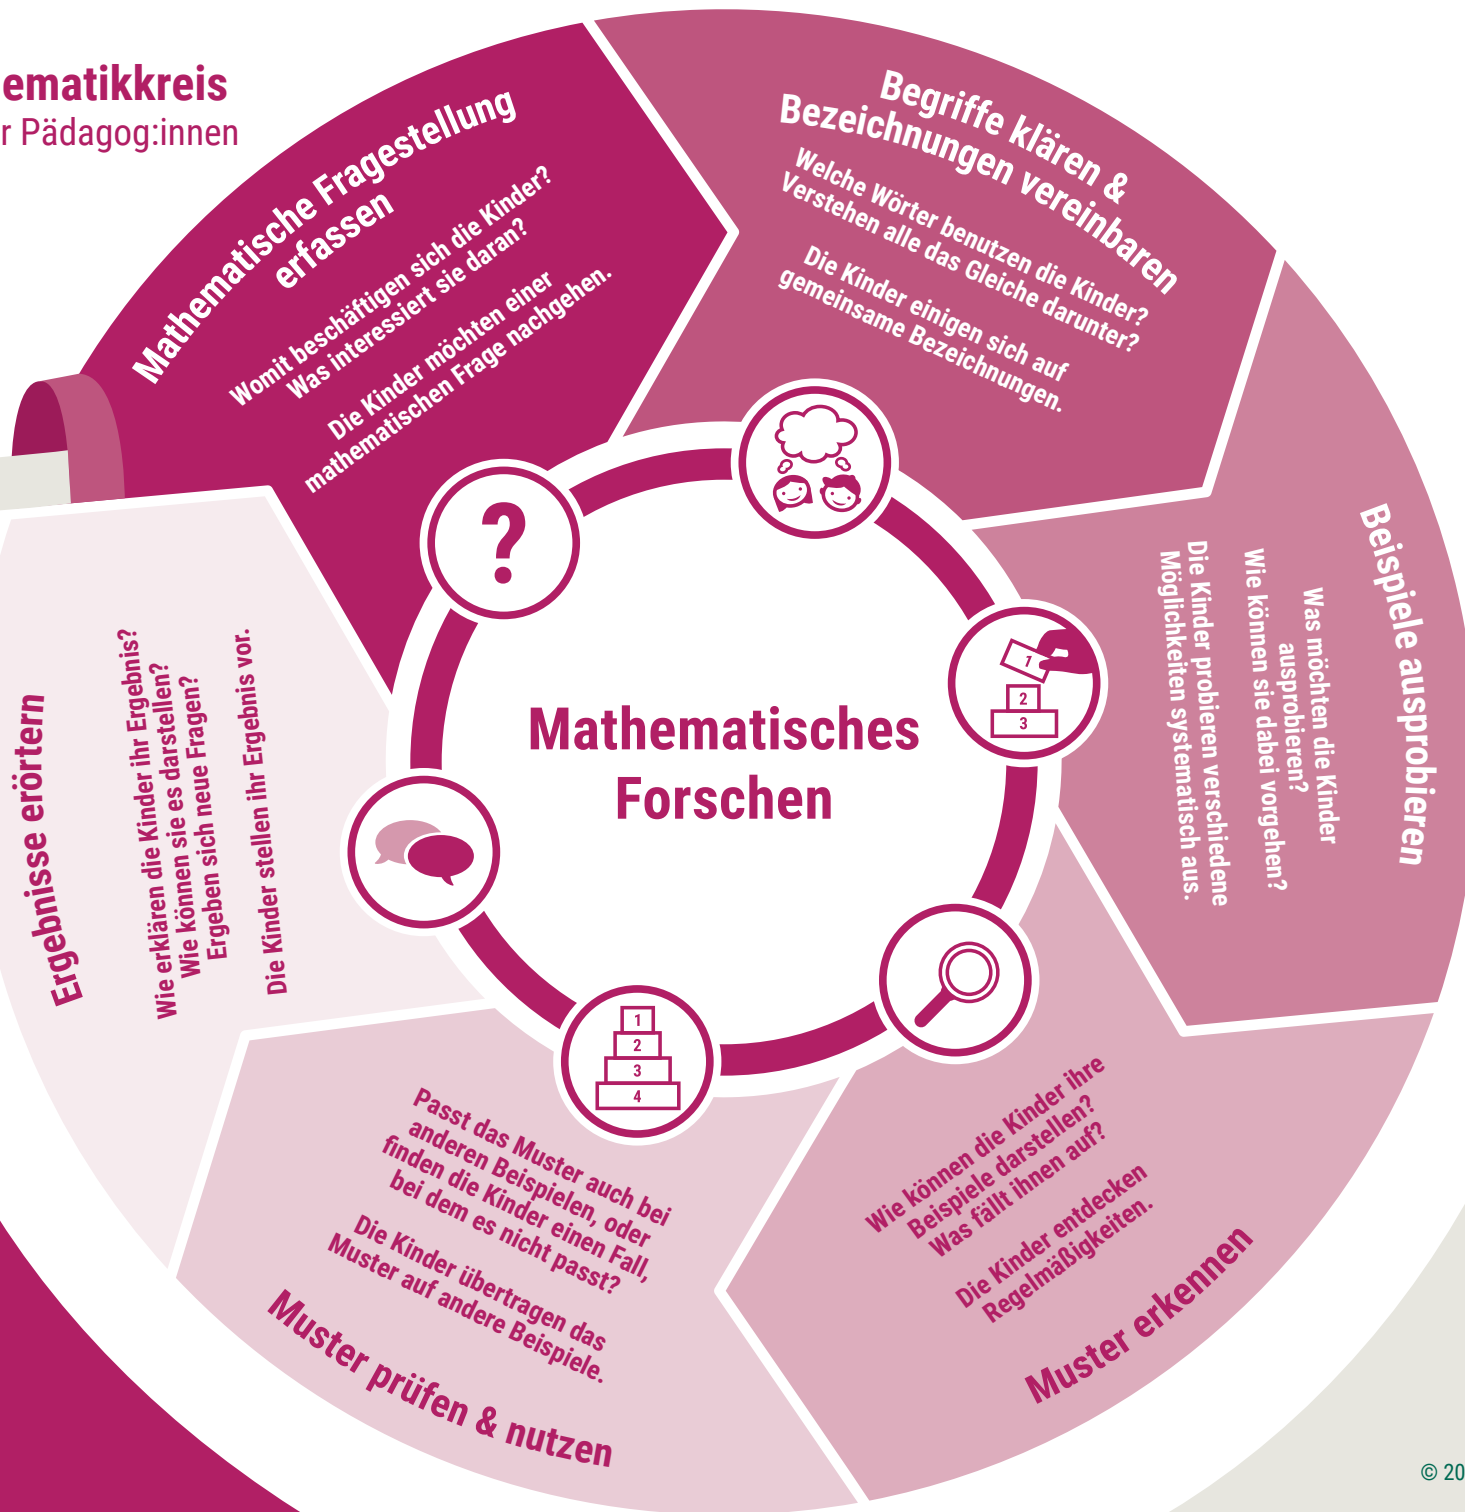 ematikkreis
r Pädagog:innen
Mathematische Fragestellung
erfassen
Womit beschäftigen sich die Kinder?
Was interessiert sie daran?
Die Kinder möchten einer
mathematischen Frage nachgehen.
Begriffe klären &
Bezeichnungen vereinbaren
Welche Wörter benutzen die Kinder?
Verstehen alle das Gleiche darunter?
Die Kinder einigen sich auf
gemeinsame Bezeichnungen.
Beispiele ausprobieren
Was möchten die Kinder
ausprobieren?
Wie können sie dabei vorgehen?
Die Kinder probieren verschiedene
Möglichkeiten systematisch aus.
Muster erkennen
Wie können die Kinder ihre
Beispiele darstellen?
Was fällt ihnen auf?
Die Kinder entdecken
Regelmäßigkeiten.
Passt das Muster auch bei
anderen Beispielen, oder
finden die Kinder einen Fall,
bei dem es nicht passt?
Die Kinder übertragen das
Muster auf andere Beispiele.
Muster prüfen & nutzen
Ergebnisse erörtern
Wie erklären die Kinder ihr Ergebnis?
Wie können sie es darstellen?
Ergeben sich neue Fragen?
Die Kinder stellen ihr Ergebnis vor.
?
1
2
3
1
2
3
4
Mathematisches
Forschen
© 20